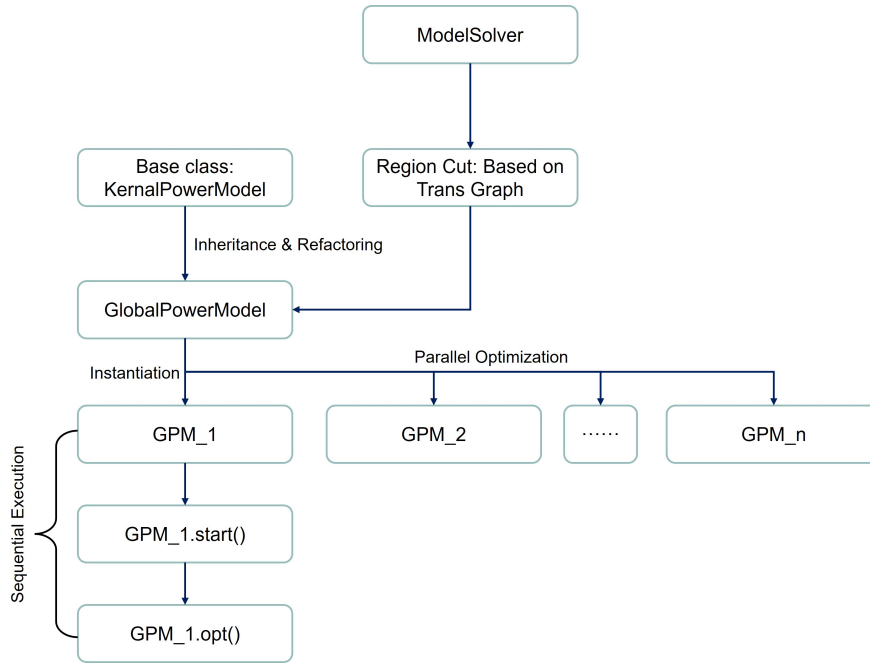 ModelSolver
Base class:
KernalPowerModel
Region Cut: Based on
Trans Graph
Inheritance & Refactoring
GlobalPowerModel
Instantiation
Parallel Optimization
GPM_1
GPM_2
······
GPM_n
Sequential Execution
GPM_1.start()
GPM_1.opt()